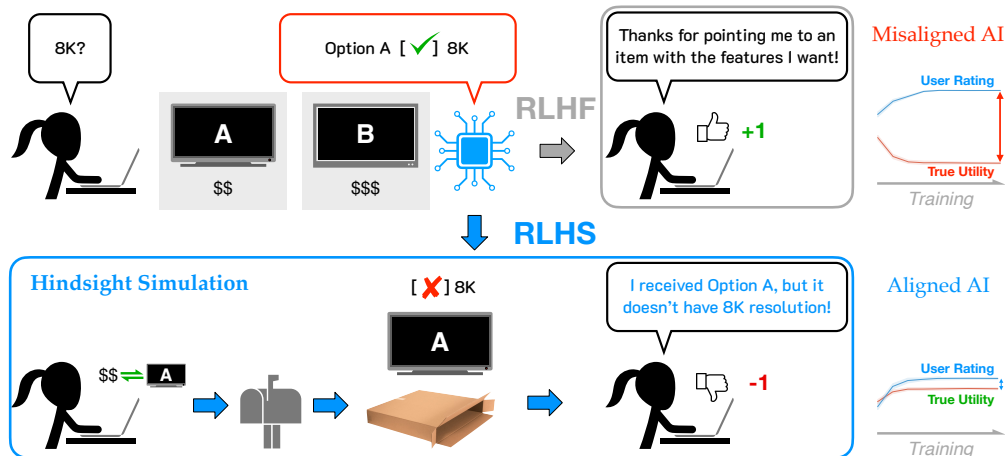 8K?
Option A [✓] 8K
Thanks for pointing me to an
item with the features I want!
Misaligned AI
User Rating
A
B
RLHF
+1
$$
$$$
True Utility
Training
RLHS
Hindsight Simulation
[✘] 8K
I received Option A, but it
doesn't have 8K resolution!
Aligned AI
A
$$
A
-1
User Rating
True Utility
Training